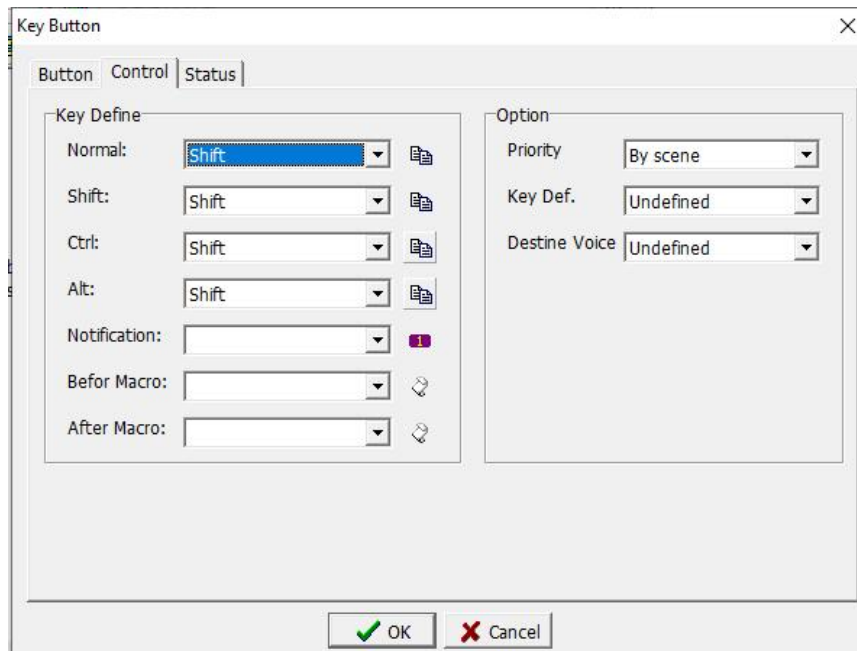 Key Button
Button Control Status
Key Define
Normal: Shift
Shift: Shift
Ctrl: Shift
Alt: Shift
Notification: 1
Befor Macro:
After Macro:
Option
Priority By scene
Key Def. Undefined
Destine Voice Undefined
OK Cancel